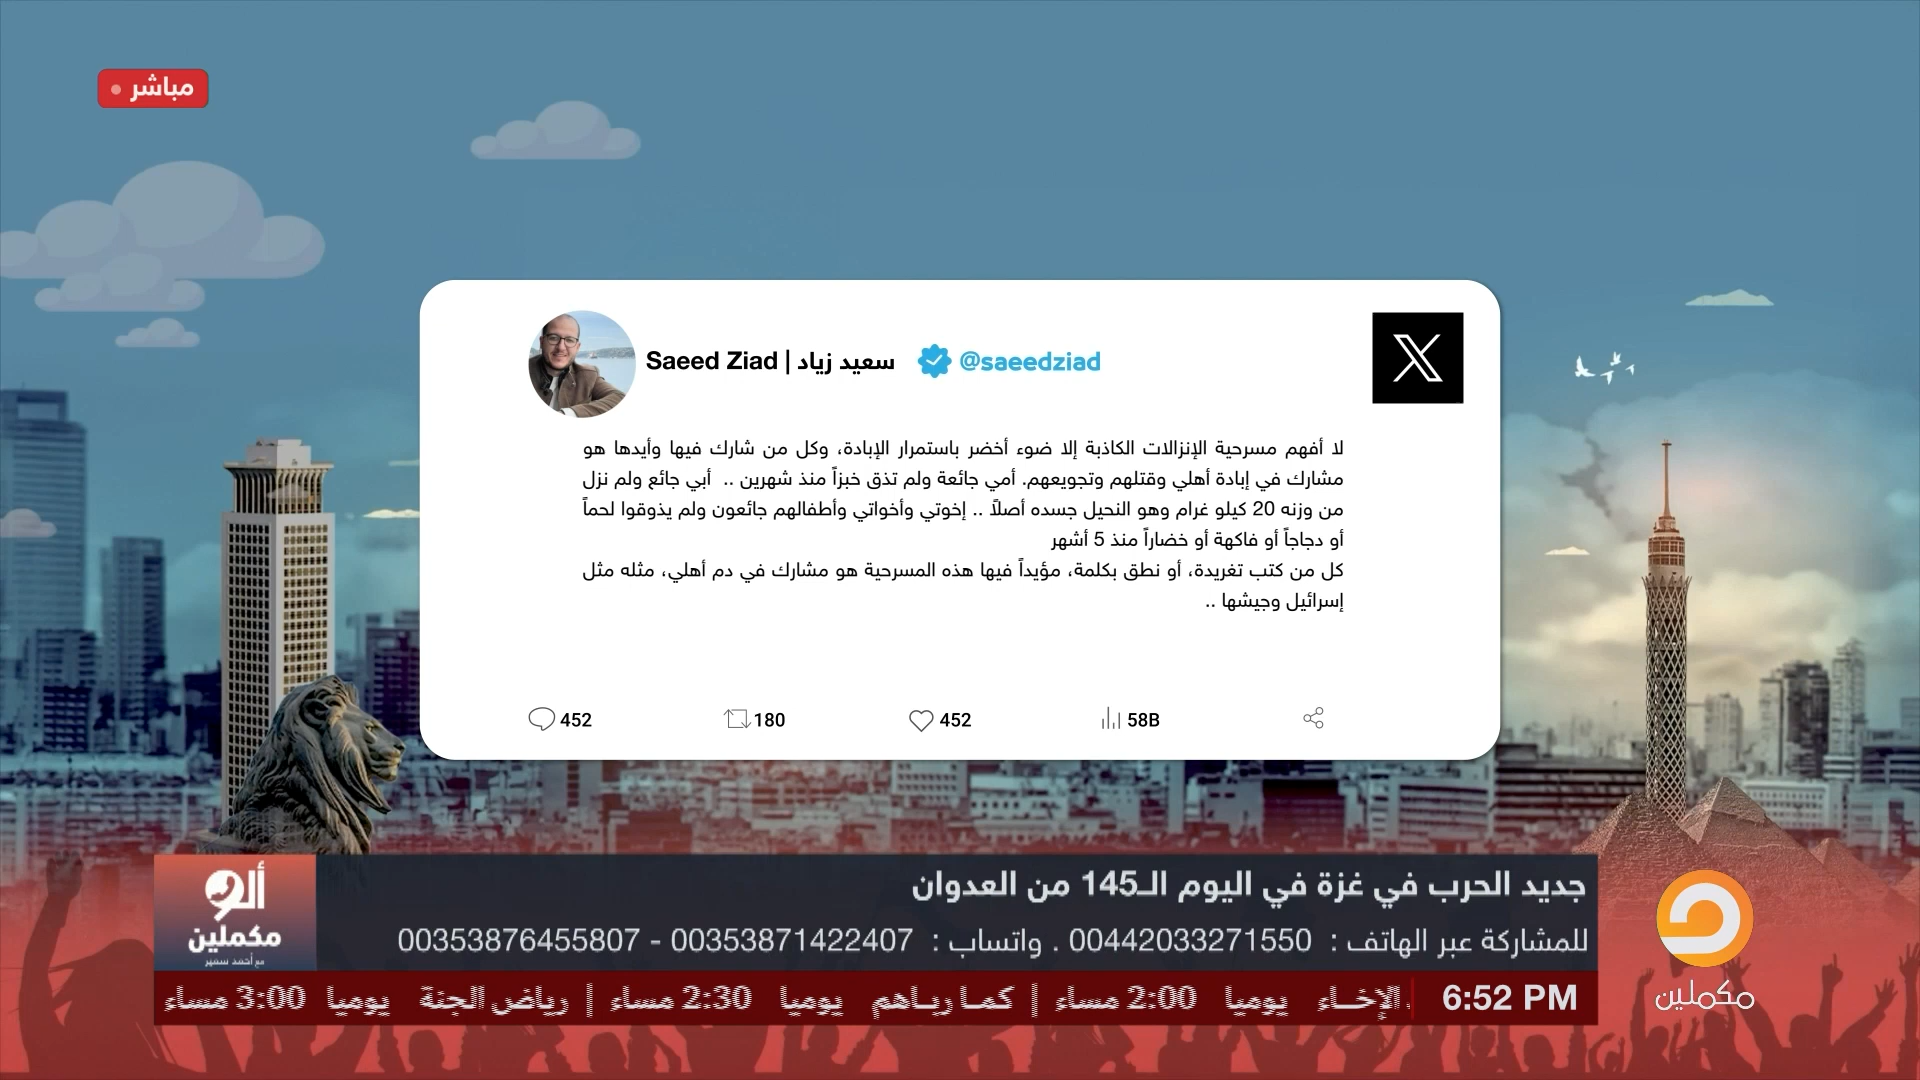 مباشر
Saeed Ziad | سعيد زياد @saeedziad
لا أفهم مسرحية الإنزالات الكاذبة إلا ضوء أخضر باستمرار الإبادة، وكل من شارك فيها وأيدها هو
مشارك في إبادة أهلي وقتلهم وتجويعهم. أمي جائعة ولم تذق خبزاً منذ شهرين .. أبي جائع ولم نزل
من وزنه 20 كيلو غرام وهو النحيل جسده أصلاً .. إخوتي وأخواتي وأطفالهم جائعون ولم يذوقوا لحماً
أو دجاجاً أو فاكهة أو خضاراً منذ 5 أشهر
كل من كتب تغريدة، أو نطق بكلمة، مؤيداً فيها هذه المسرحية هو مشارك في دم أهلي، مثله مثل
إسرائيل وجيشها ..
452 180 452 58B
جديد الحرب في غزة في اليوم الـ145 من العدوان
للمشاركة عبر الهاتف : 00442033271550 . واتساب : 00353871422407 - 00353876455807
ألو
مكملين
مع أحمد سمير
6:52 PM
الإخاء يوميا 2:00 مساء | كما رباهم يوميا 2:30 مساء | رياض الجنة يوميا 3:00 مساء
مكملين